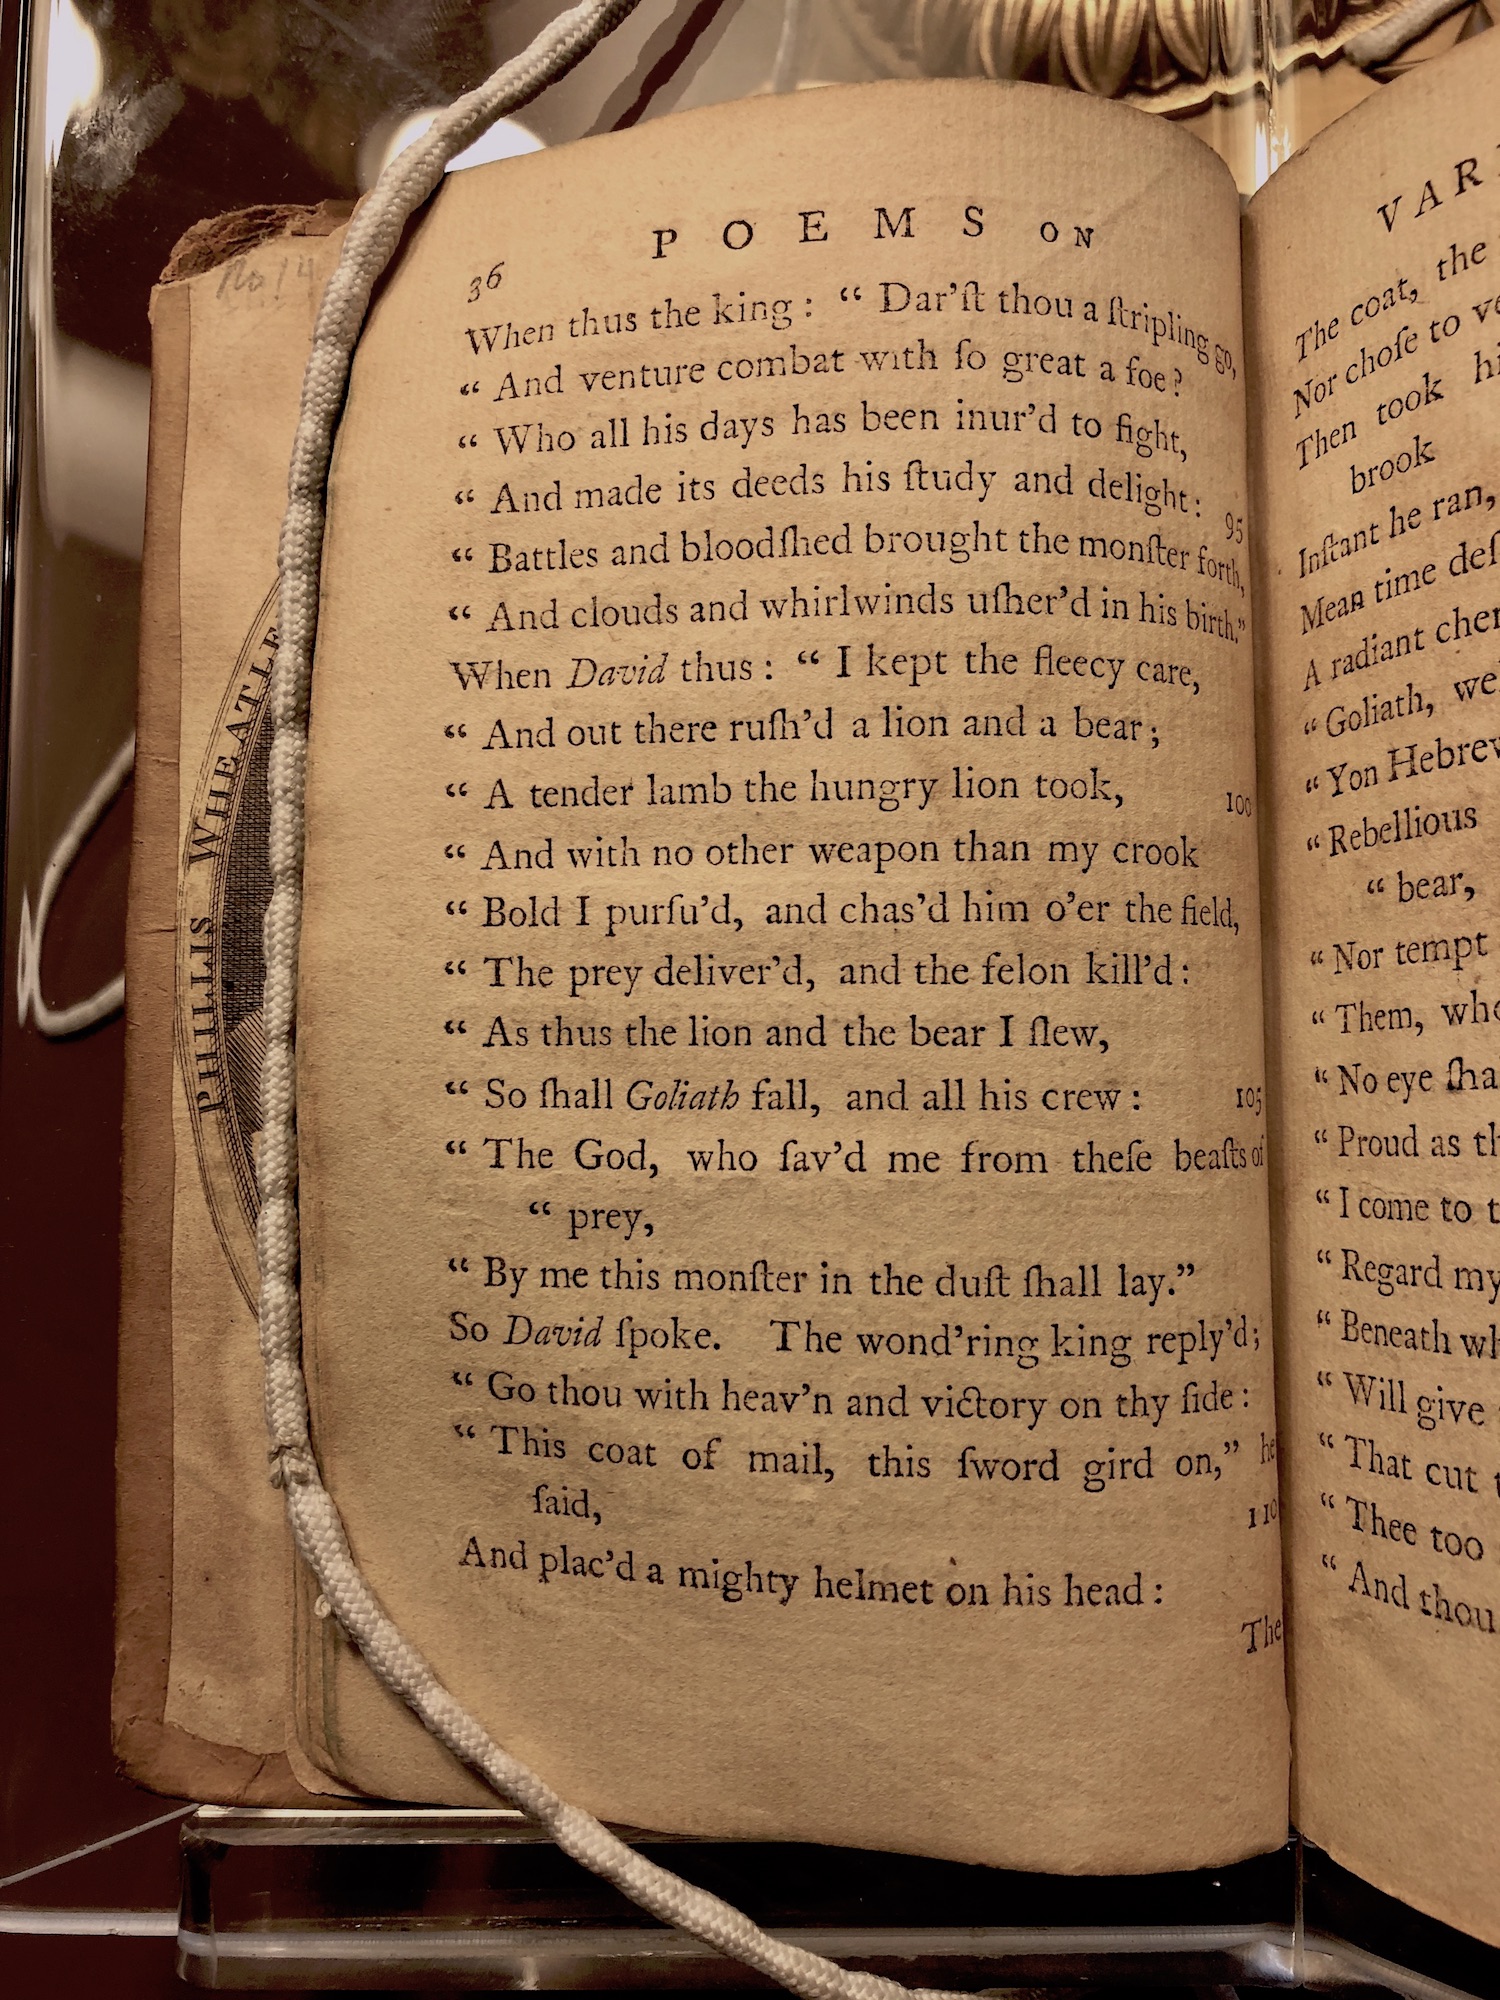 No 14
PHILLIS WHEATLE
POEMS ON
36
When thus the king : “ Dar’ſt thou a ſtripling go,
“ And venture combat with ſo great a foe ?
“ Who all his days has been inur’d to fight,
“ And made its deeds his ſtudy and delight :
95
“ Battles and bloodſhed brought the monſter forth,
“ And clouds and whirlwinds uſher’d in his birth.”
When David thus : “ I kept the fleecy care,
“ And out there ruſh’d a lion and a bear ;
“ A tender lamb the hungry lion took,
100
“ And with no other weapon than my crook
“ Bold I purſu’d, and chas’d him o’er the field,
“ The prey deliver’d, and the felon kill’d :
“ As thus the lion and the bear I ſlew,
“ So ſhall Goliath fall, and all his crew :
105
“ The God, who ſav’d me from theſe beaſts of
“ prey,
“ By me this monſter in the duſt ſhall lay.”
So David ſpoke. The wond’ring king reply’d ;
“ Go thou with heav’n and victory on thy ſide :
“ This coat of mail, this ſword gird on,” he
ſaid,
110
And plac’d a mighty helmet on his head :
The
VAR
The coat, the
Nor choſe to
Then took
brook
Inſtant he ran,
Mean time
A radiant
“ Goliath,
“ Yon
“ Rebellious
“ bear,
“ Nor tempt
“ Them,
“ No eye
“ Proud as
“ I come to
“ Regard my
“ Beneath
“ Will give
“ That cut
“ Thee too
“ And thou